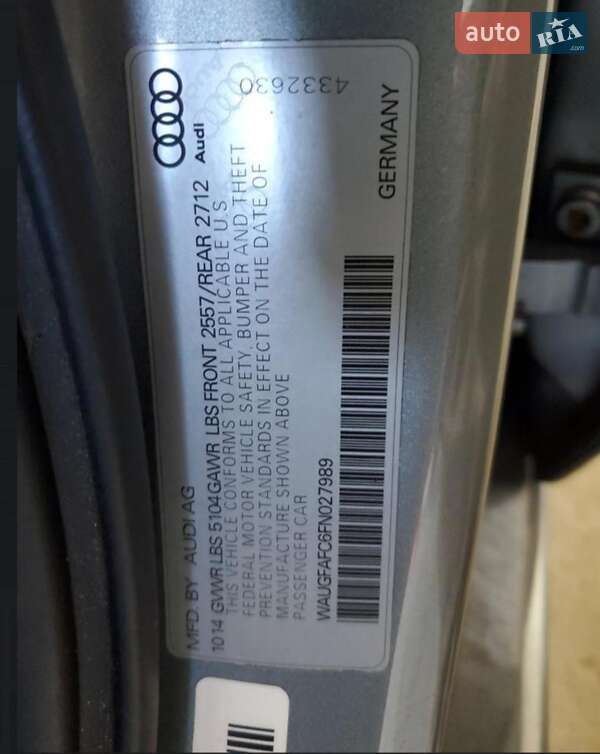 auto
RIA
.com
Audi
4332630
MFD. BY AUDI AG
1014 GVWR LBS 5104 GAWR LBS FRONT 2557/REAR 2712
THIS VEHICLE CONFORMS TO ALL APPLICABLE U.S.
FEDERAL MOTOR VEHICLE SAFETY, BUMPER AND THEFT
PREVENTION STANDARDS IN EFFECT ON THE DATE OF
MANUFACTURE SHOWN ABOVE
PASSENGER CAR
WAUGFAFC6FN027989
GERMANY